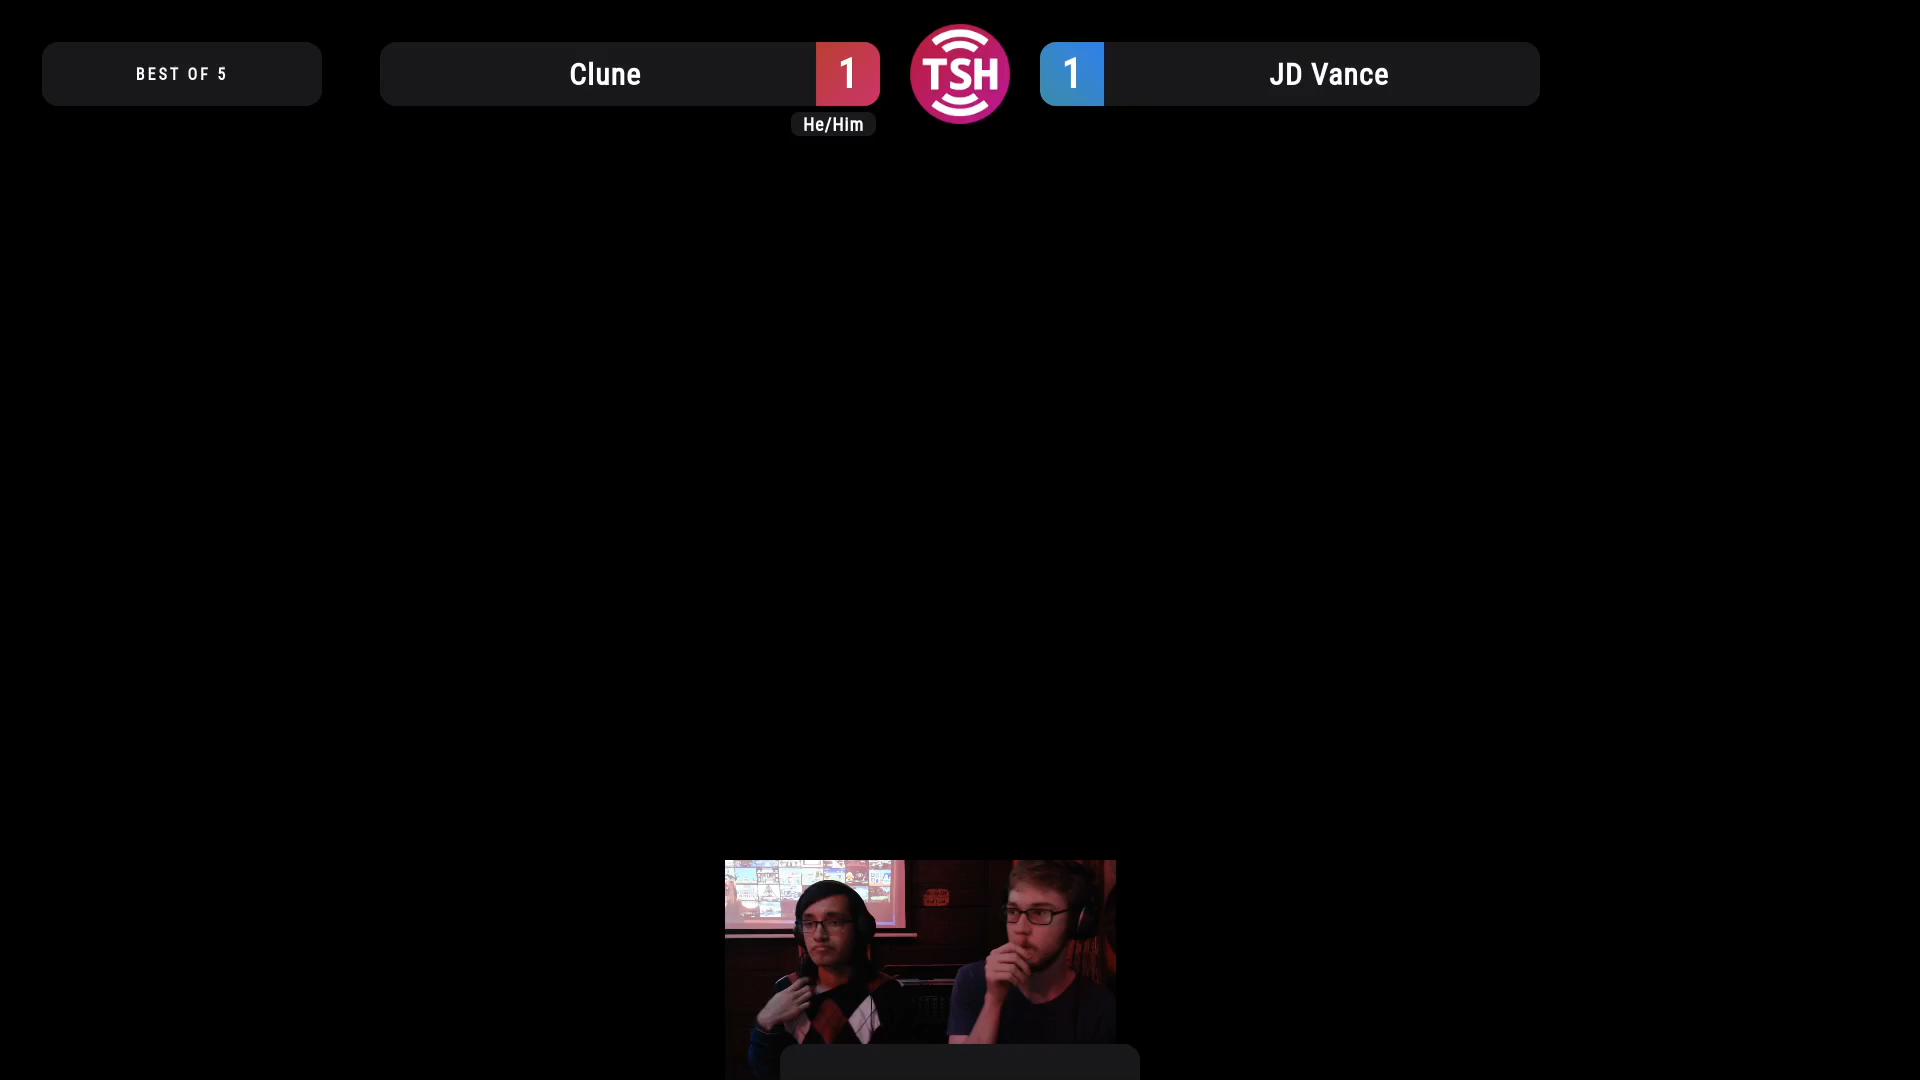 BEST OF 5
Clune
1
TSH
1
JD Vance
He/Him